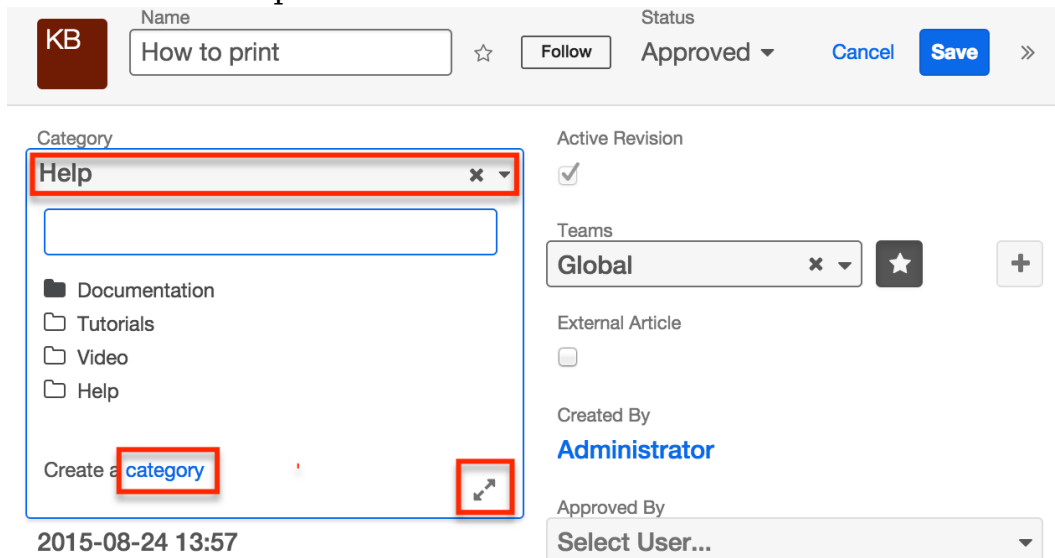 Name
Status
KB
How to print
Follow
Approved
Cancel
Save
Category
Help
Documentation
Tutorials
Video
Help
Create a category
2015-08-24 13:57
Active Revision
Teams
Global
External Article
Created By
Administrator
Approved By
Select User...